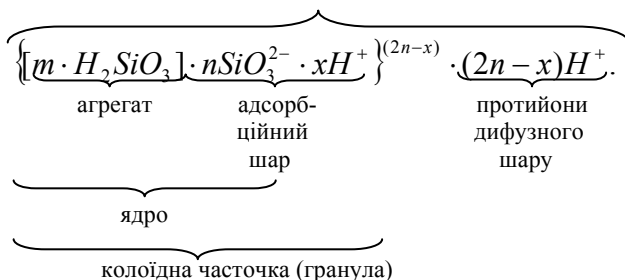 {[m · H₂SiO₃] · nSiO₃²⁻ · xH⁺}⁽²ⁿ⁻ˣ⁾ · (2n − x)H⁺.
агрегат адсорб- протийони
ційний дифузного
шар шару
ядро
колоїдна часточка (гранула)